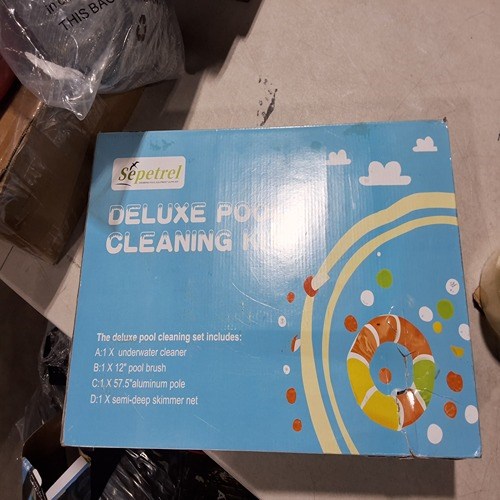 THIS BAG
Sepetrel
DELUXE POOL
CLEANING K
The deluxe pool cleaning set includes:
A:1 X underwater cleaner
B:1 X 12" pool brush
C:1 X 57.5"aluminum pole
D:1 X semi-deep skimmer net